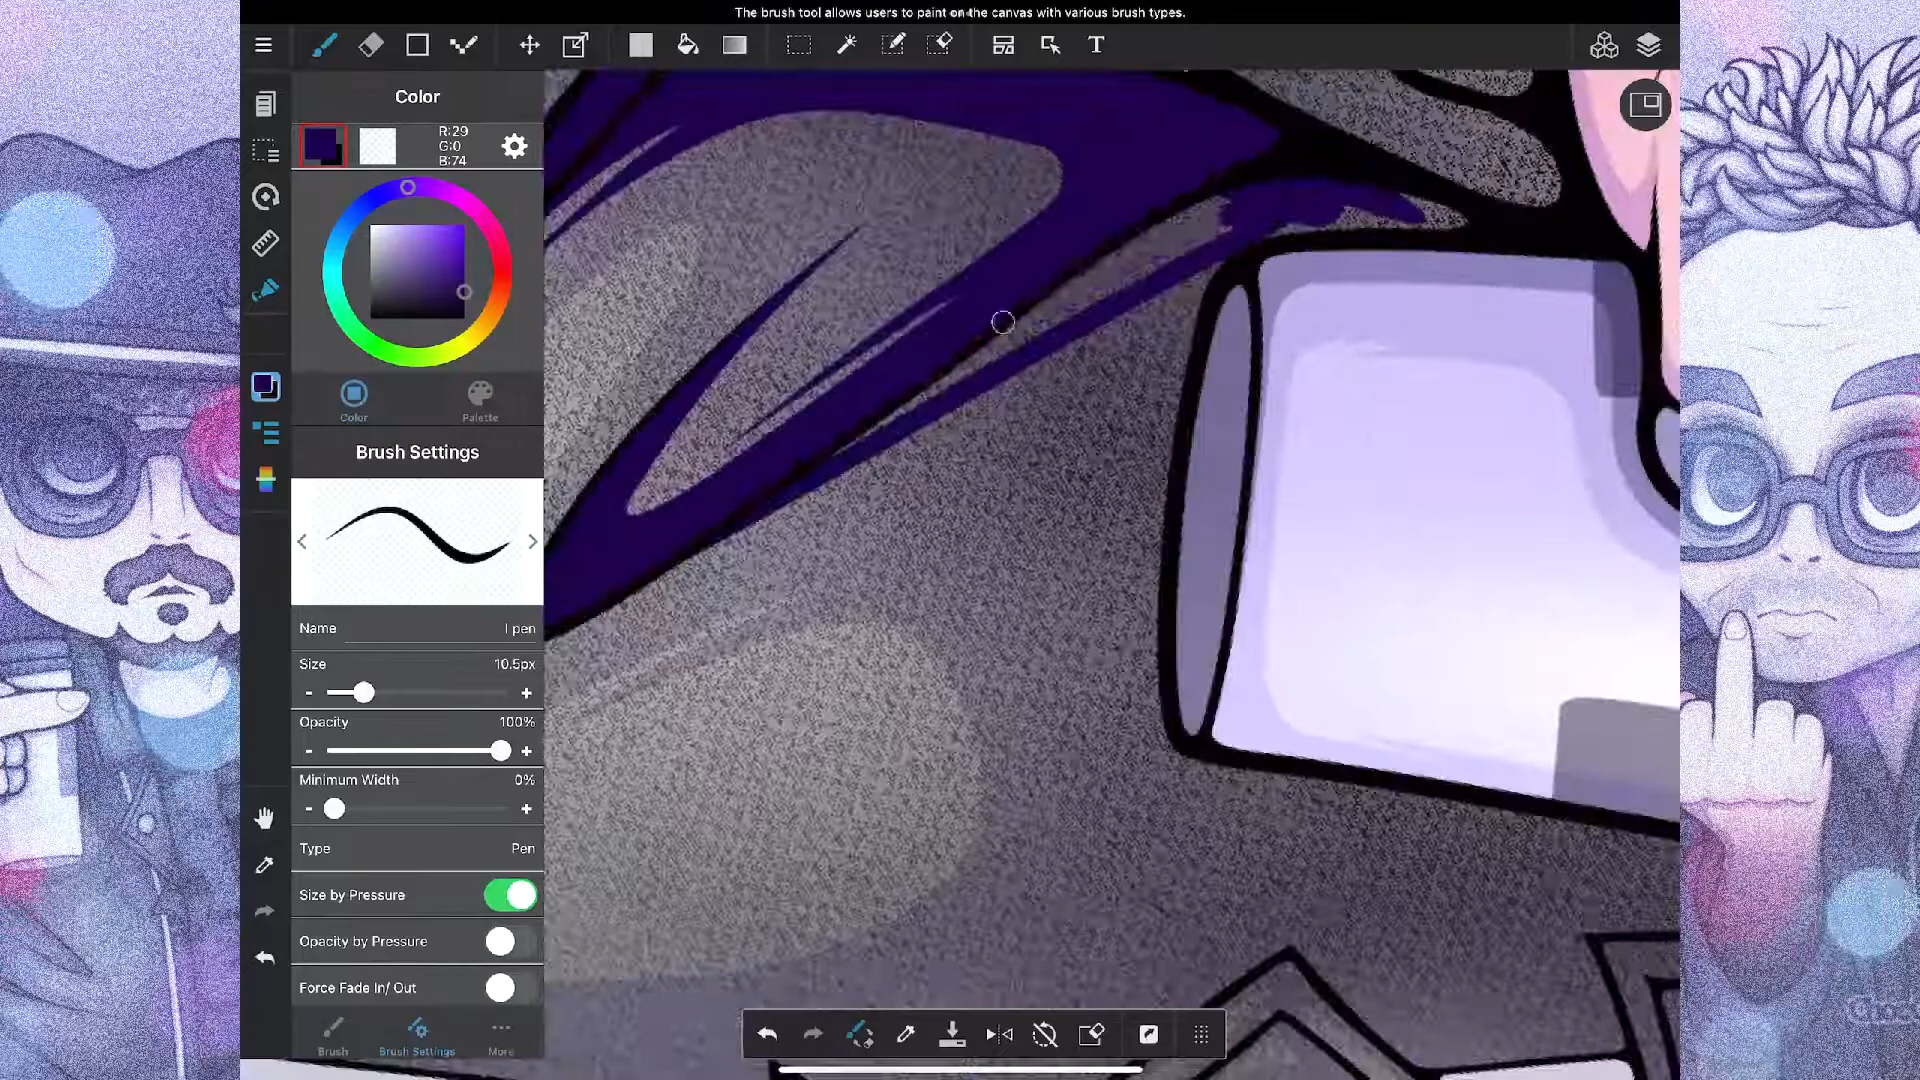 The brush tool allows users to paint on the canvas with various brush types.
T
Color
R:29
G:0
B:74
Color Palette
Brush Settings
Name I pen
Size 10.5px
- +
Opacity 100%
- +
Minimum Width 0%
- +
Type Pen
Size by Pressure
Opacity by Pressure
Force Fade In/ Out
Brush Brush Settings More